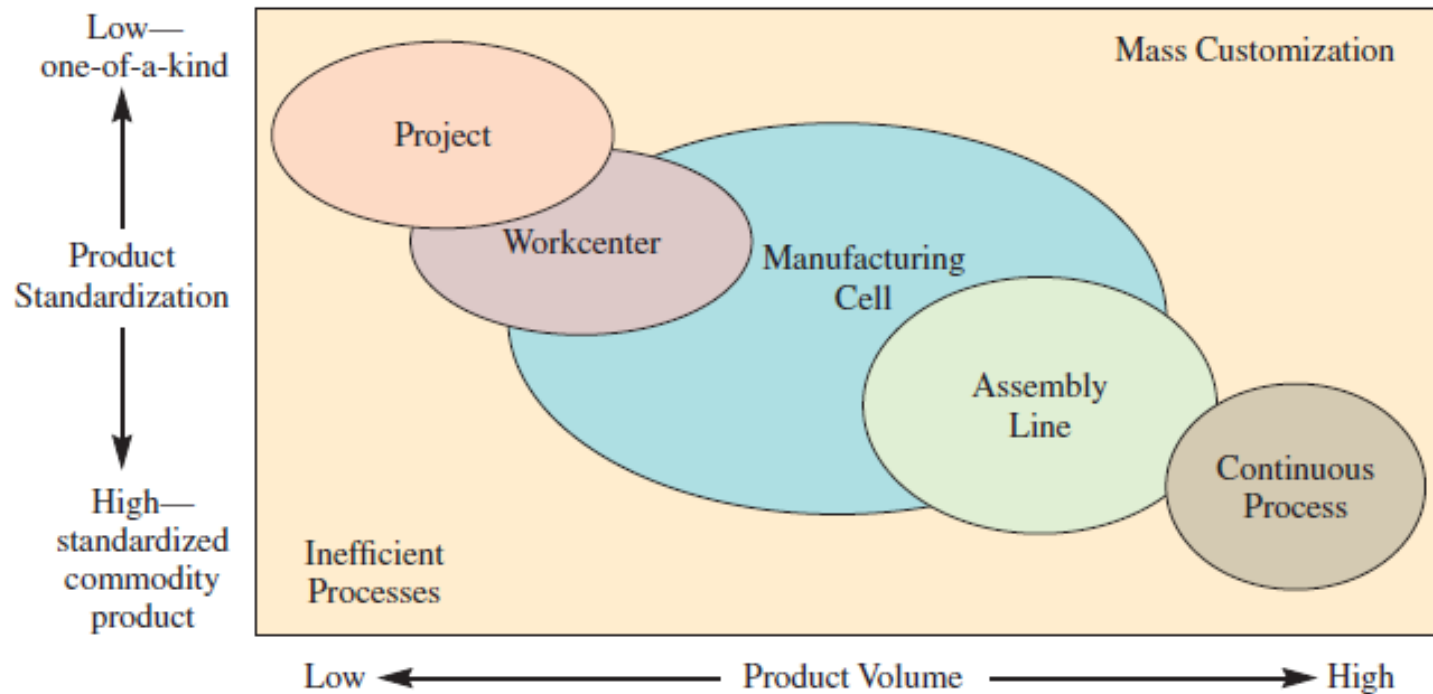 Low—
one-of-a-kind
Product
Standardization
High—
standardized
commodity
product
Mass Customization
Project
Workcenter
Manufacturing
Cell
Assembly
Line
Continuous
Process
Inefficient
Processes
Low
Product Volume
High